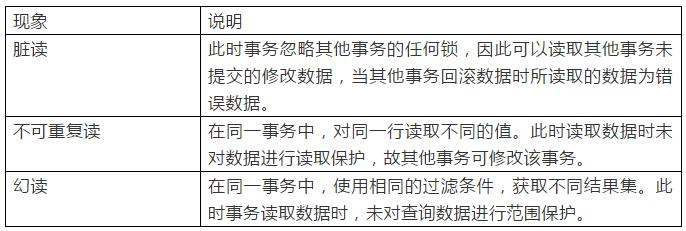 现象 说明
脏读 此时事务忽略其他事务的任何锁，因此可以读取其他事务未
提交的修改数据，当其他事务回滚数据时所读取的数据为错
误数据。
不可重复读 在同一事务中，对同一行读取不同的值。此时读取数据时未
对数据进行读取保护，故其他事务可修改该事务。
幻读 在同一事务中，使用相同的过滤条件，获取不同结果集。此
时事务读取数据时，未对查询数据进行范围保护。